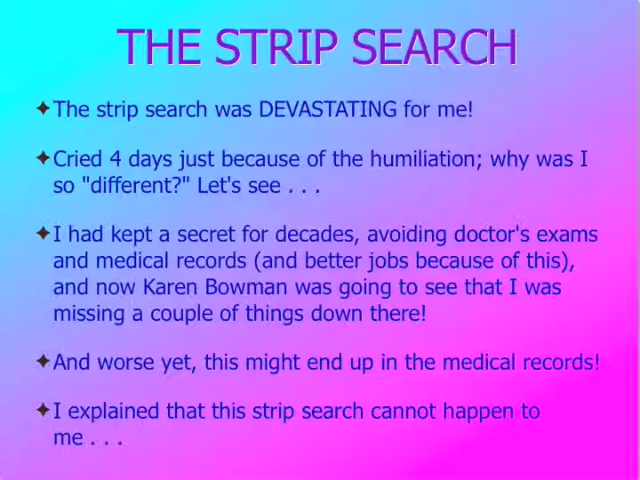 THE STRIP SEARCH
✦The strip search was DEVASTATING for me!
✦Cried 4 days just because of the humiliation; why was I
so "different?" Let's see . . .
✦I had kept a secret for decades, avoiding doctor's exams
and medical records (and better jobs because of this),
and now Karen Bowman was going to see that I was
missing a couple of things down there!
✦And worse yet, this might end up in the medical records!
✦I explained that this strip search cannot happen to
me . . .